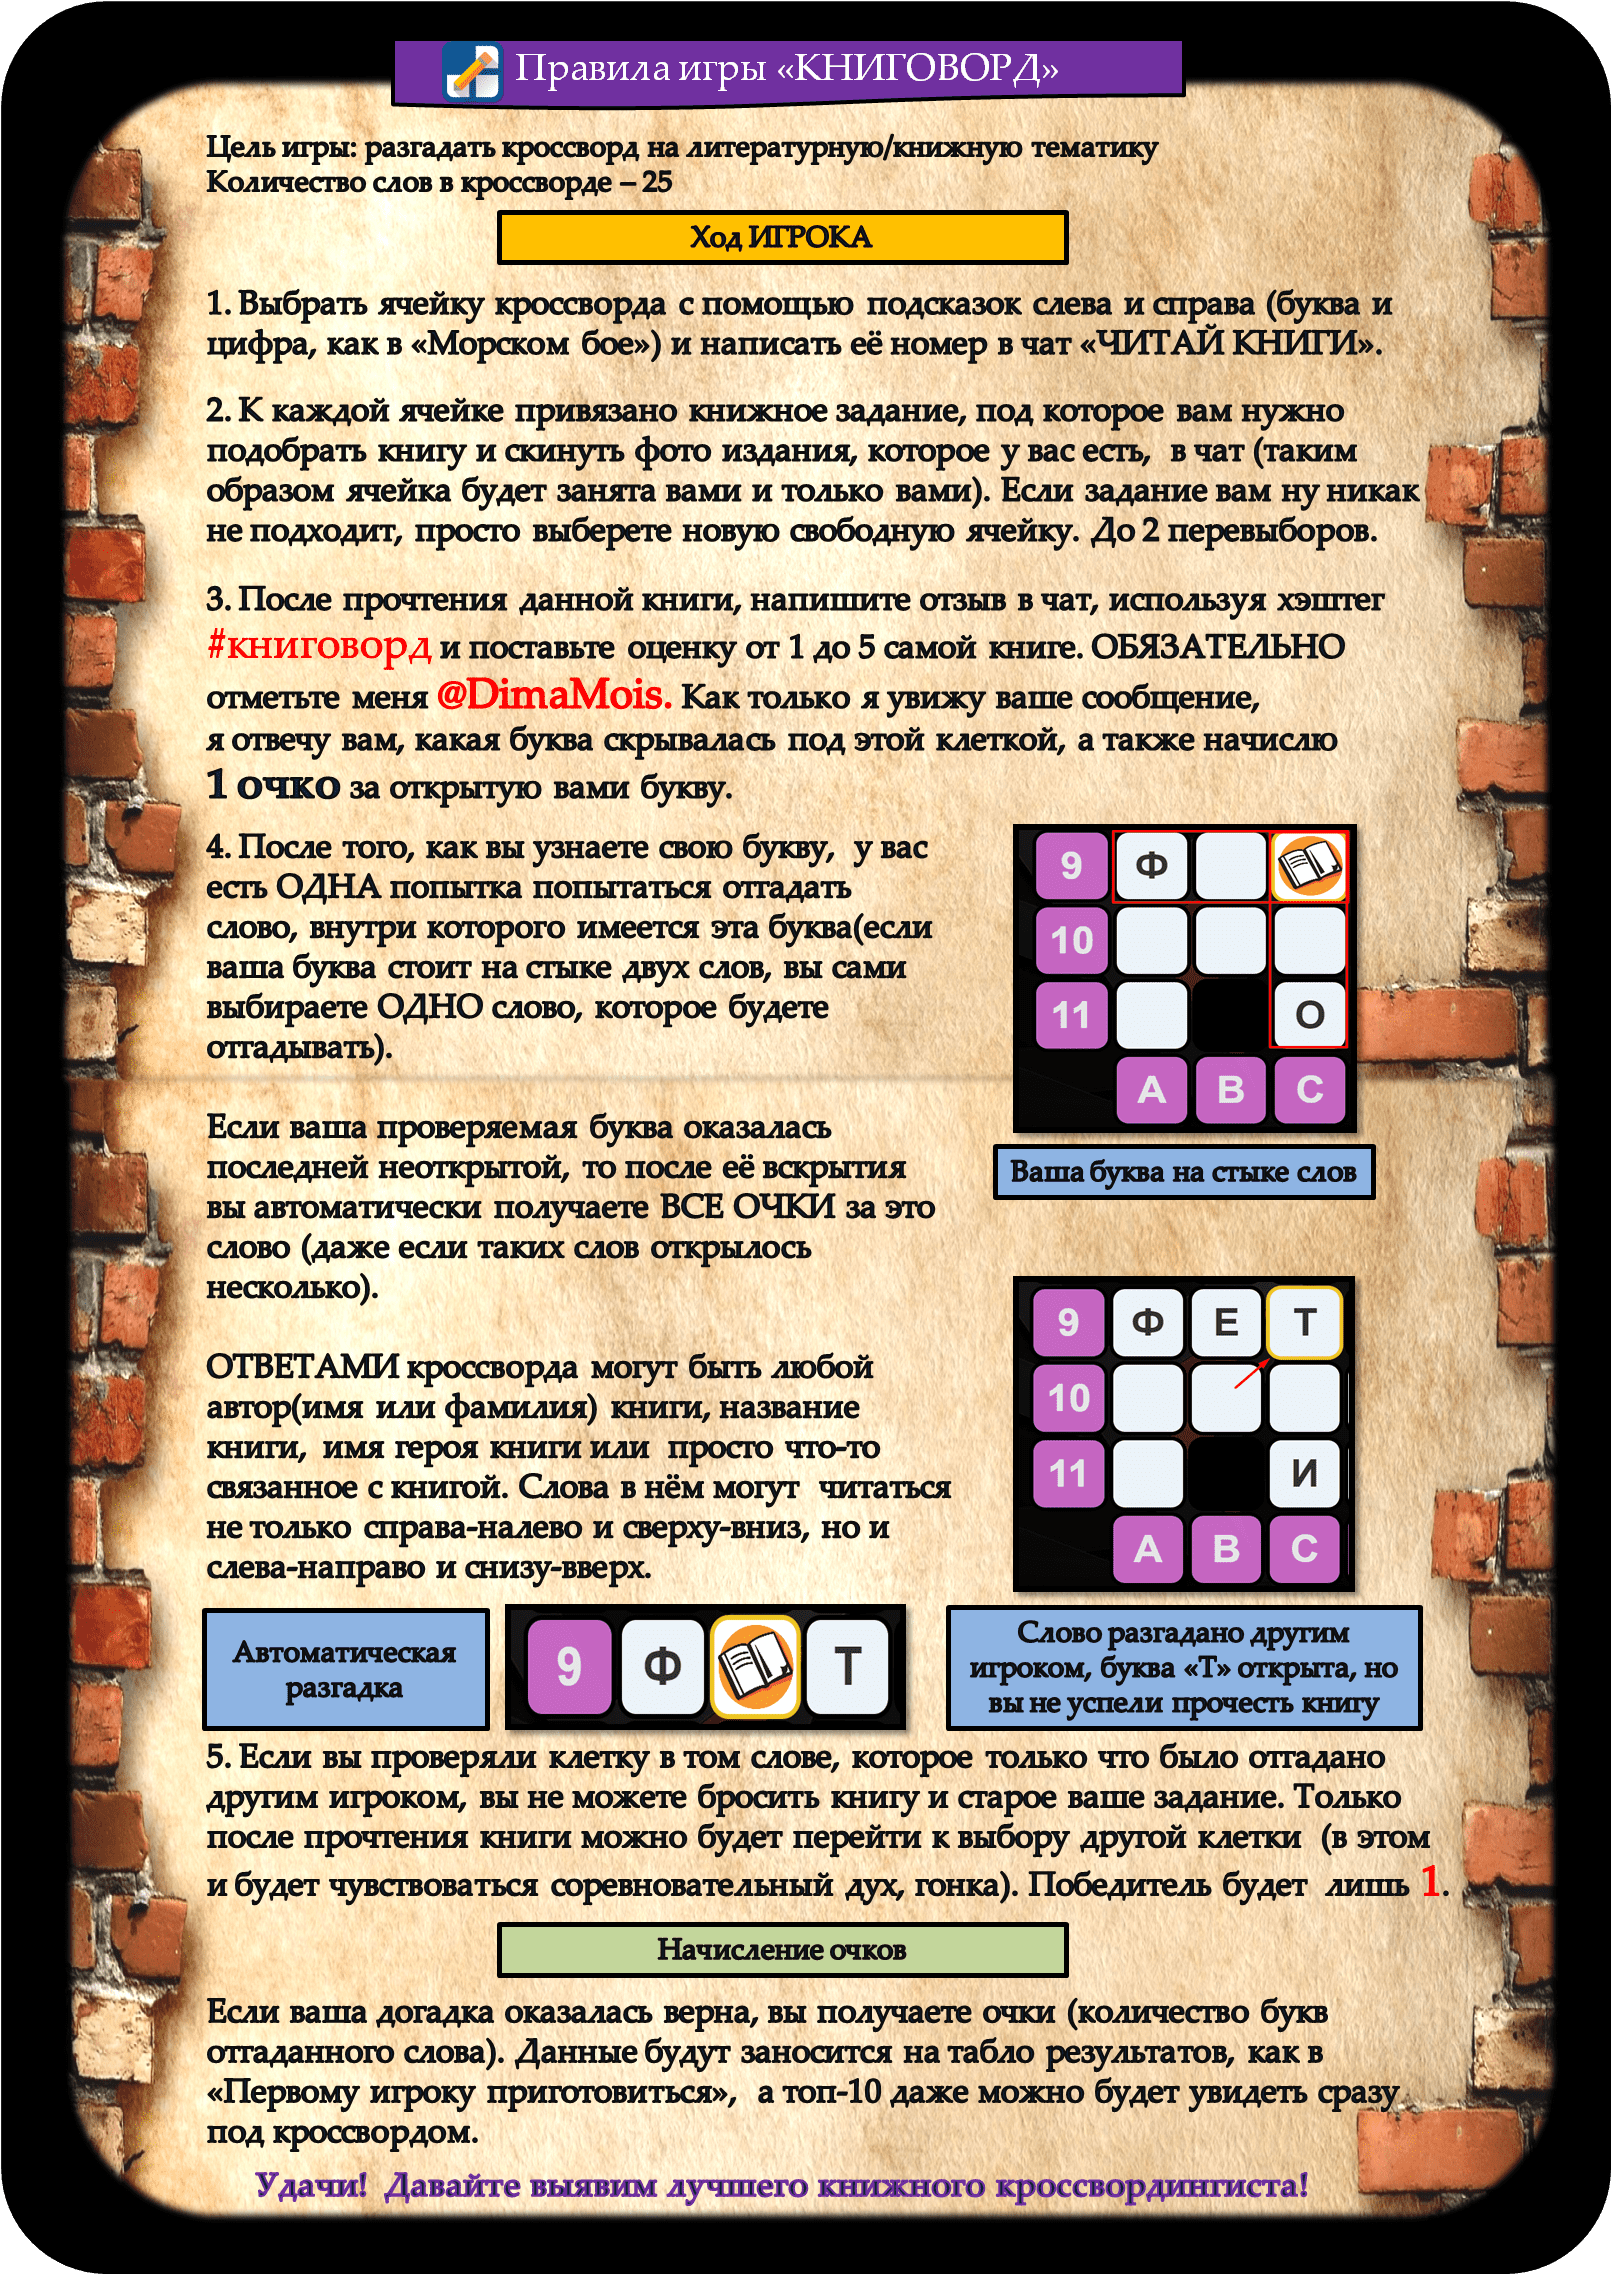 Правила игры «КНИГОВОРД»
Цель игры: разгадать кроссворд на литературную/книжную тематику
Количество слов в кроссворде – 25
Ход ИГРОКА
1. Выбрать ячейку кроссворда с помощью подсказок слева и справа (буква и
цифра, как в «Морском бое») и написать её номер в чат «ЧИТАЙ КНИГИ».
2. К каждой ячейке привязано книжное задание, под которое вам нужно
подобрать книгу и скинуть фото издания, которое у вас есть, в чат (таким
образом ячейка будет занята вами и только вами). Если задание вам ну никак
не подходит, просто выберете новую свободную ячейку. До 2 перевыборов.
3. После прочтения данной книги, напишите отзыв в чат, используя хэштег
#книговорд и поставьте оценку от 1 до 5 самой книге. ОБЯЗАТЕЛЬНО
отметьте меня @DimaMois. Как только я увижу ваше сообщение,
я отвечу вам, какая буква скрывалась под этой клеткой, а также начислю
1 очко за открытую вами букву.
4. После того, как вы узнаете свою букву, у вас
есть ОДНА попытка попытаться отгадать
слово, внутри которого имеется эта буква(если
ваша буква стоит на стыке двух слов, вы сами
выбираете ОДНО слово, которое будете
отгадывать).
9 Ф
10
11 О
А В С
Ваша буква на стыке слов
Если ваша проверяемая буква оказалась
последней неоткрытой, то после её вскрытия
вы автоматически получаете ВСЕ ОЧКИ за это
слово (даже если таких слов открылось
несколько).
ОТВЕТАМИ кроссворда могут быть любой
автор(имя или фамилия) книги, название
книги, имя героя книги или просто что-то
связанное с книгой. Слова в нём могут читаться
не только справа-налево и сверху-вниз, но и
слева-направо и снизу-вверх.
9 Ф Е Т
10
11 И
А В С
Автоматическая
разгадка
9 Ф Т
Слово разгадано другим
игроком, буква «Т» открыта, но
вы не успели прочесть книгу
5. Если вы проверяли клетку в том слове, которое только что было отгадано
другим игроком, вы не можете бросить книгу и старое ваше задание. Только
после прочтения книги можно будет перейти к выбору другой клетки (в этом
и будет чувствоваться соревновательный дух, гонка). Победитель будет лишь 1.
Начисление очков
Если ваша догадка оказалась верна, вы получаете очки (количество букв
отгаданного слова). Данные будут заносится на табло результатов, как в
«Первому игроку приготовиться», а топ-10 даже можно будет увидеть сразу
под кроссвордом.
Удачи! Давайте выявим лучшего книжного кроссвордингиста!